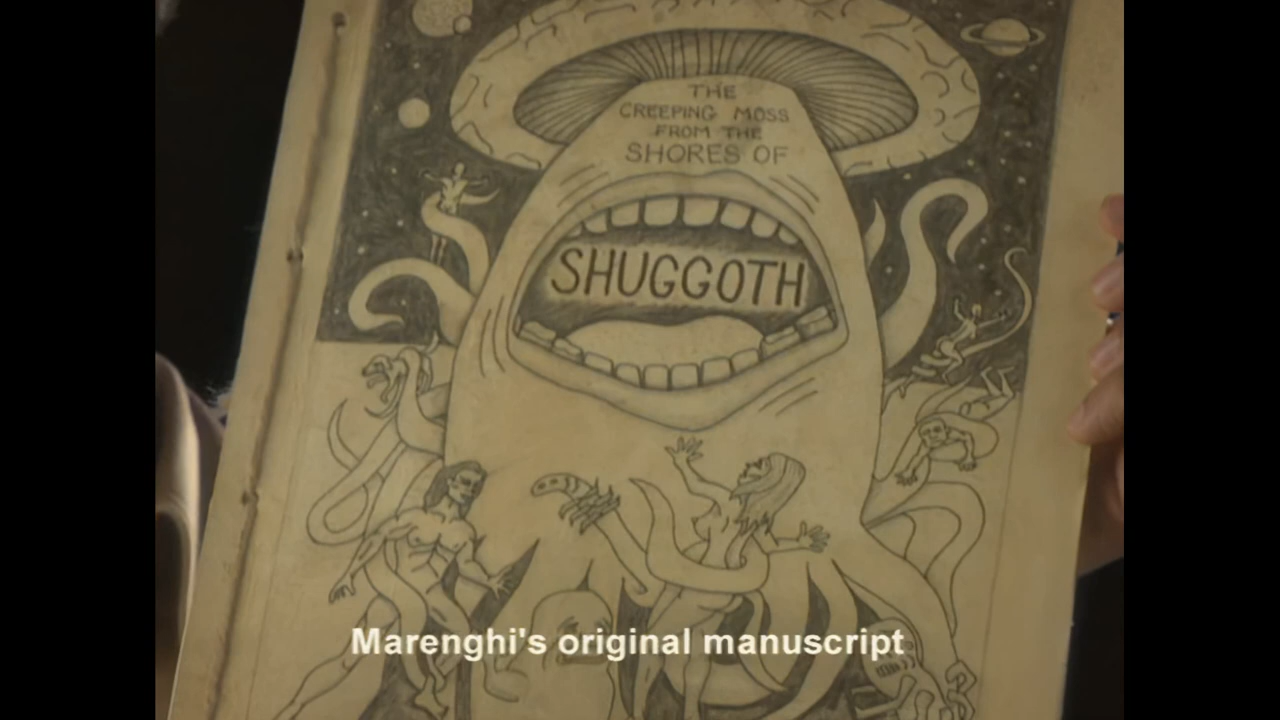 THE
CREEPING MOSS
FROM THE
SHORES OF
SHUGGOTH
Marenghi's original manuscript